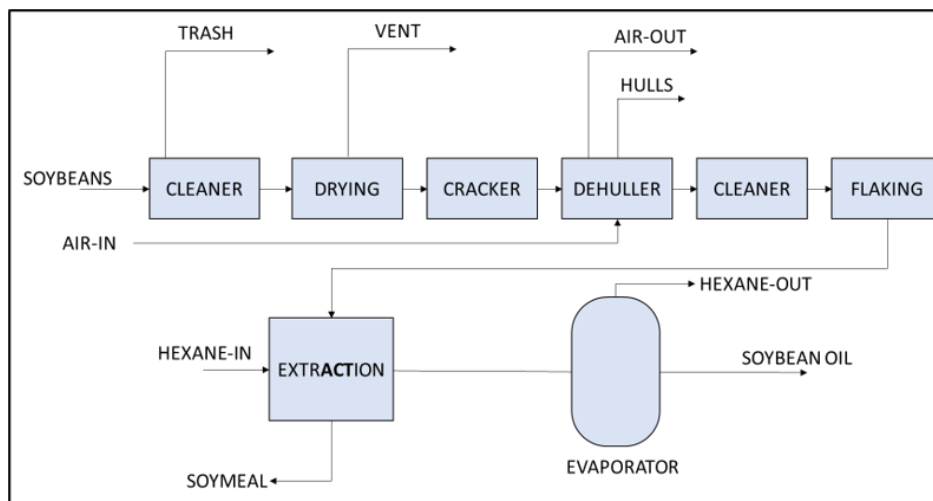 TRASH
VENT
AIR-OUT
HULLS
SOYBEANS
CLEANER
DRYING
CRACKER
DEHULLER
CLEANER
FLAKING
AIR-IN
HEXANE-OUT
HEXANE-IN
EXTRACTION
SOYBEAN OIL
SOYMEAL
EVAPORATOR